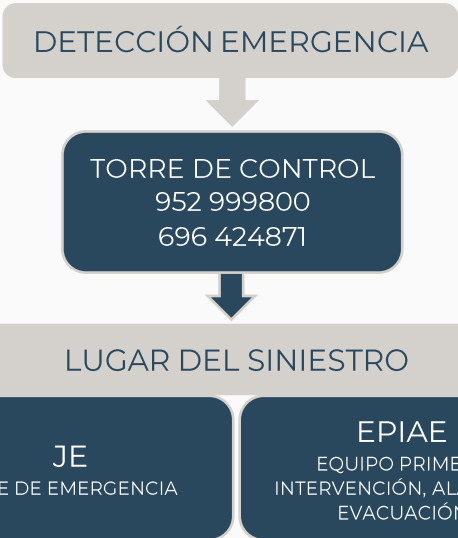 DETECCIÓN EMERGENCIA
TORRE DE CONTROL
952 999800
696 424871
LUGAR DEL SINIESTRO
JE
E DE EMERGENCIA
EPIAE
EQUIPO PRIME
INTERVENCIÓN, AL
EVACUACIÓN